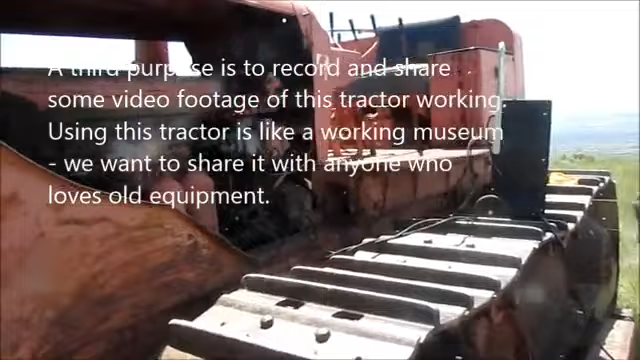 A third purpose is to record and share
some video footage of this tractor working.
Using this tractor is like a working museum
- we want to share it with anyone who
loves old equipment.